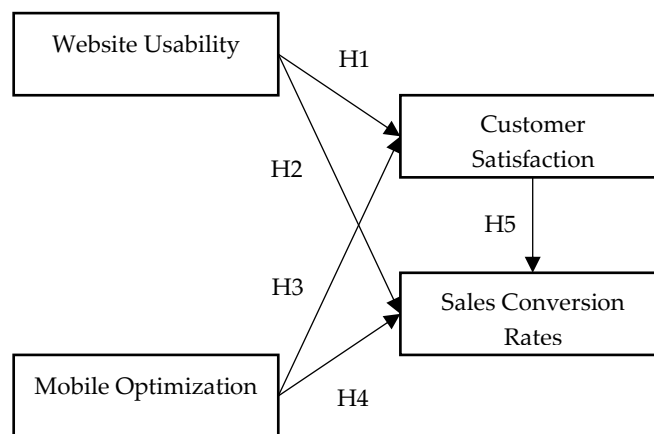 Website Usability
H1
Customer
Satisfaction
H2
H5
H3
Sales Conversion
Rates
Mobile Optimization
H4